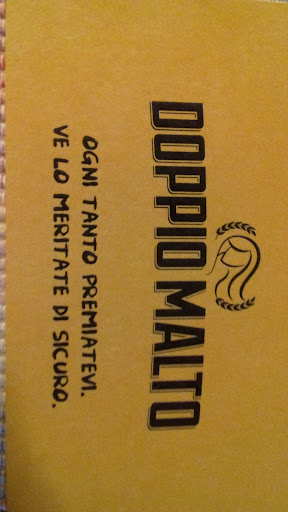 DOPPIO MALTO
OGNI TANTO PREMIATEVI.
VE LO MERITATE DI SICURO.